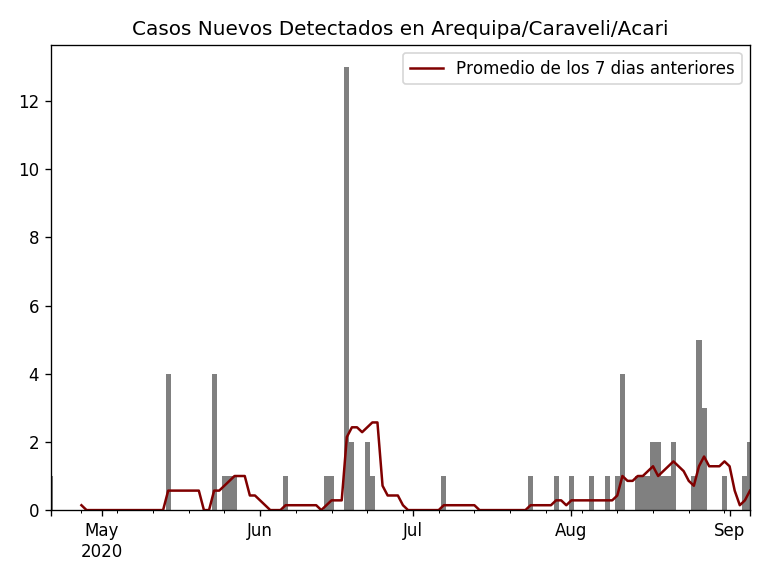 Casos Nuevos Detectados en Arequipa/Caraveli/Acari
Promedio de los 7 dias anteriores
12
10
8
6
4
2
0
May Jun Jul Aug Sep
2020